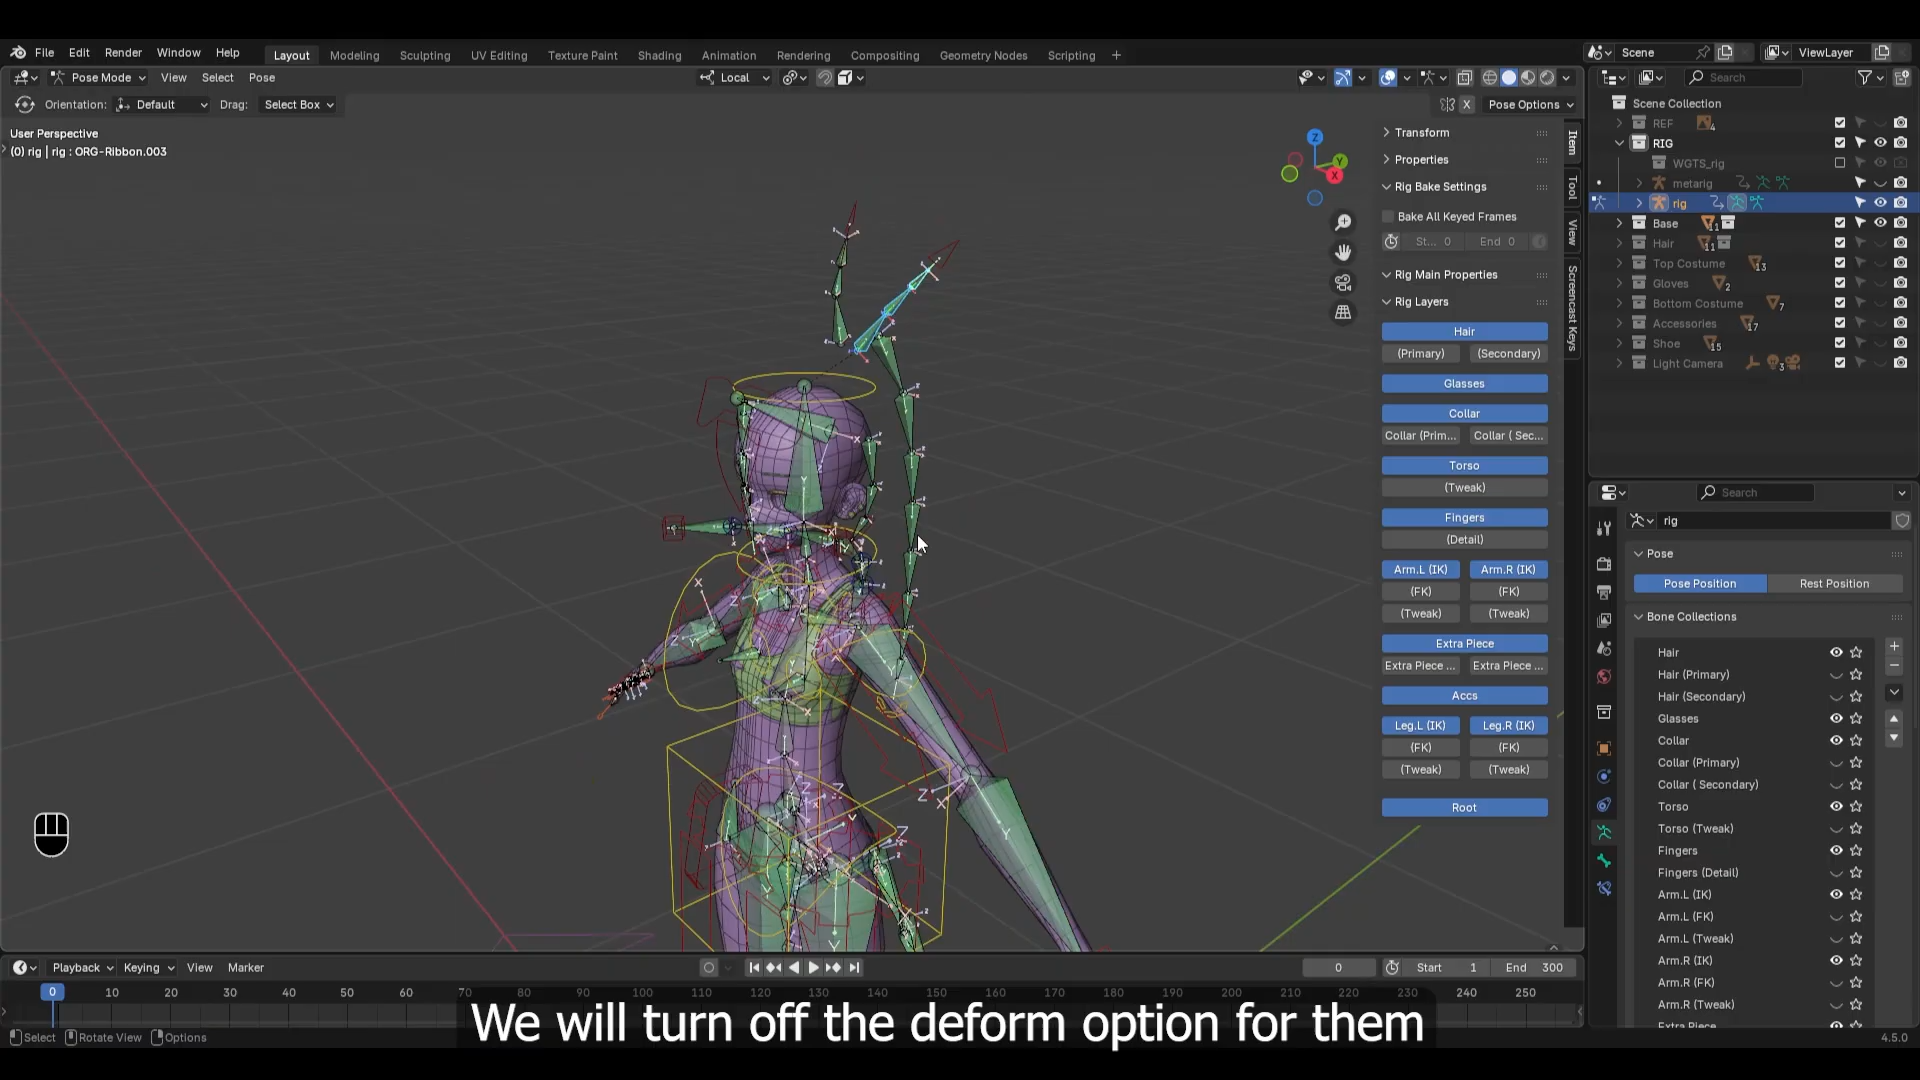 File Edit Render Window Help Layout Modeling Sculpting UV Editing Texture Paint Shading Animation Rendering Compositing Geometry Nodes Scripting + Scene ViewLayer
Pose Mode View Select Pose Local Search
Orientation: Default Drag: Select Box X Pose Options
User Perspective
(0) rig | rig : ORG-Ribbon.003
Transform
Properties
Rig Bake Settings
Bake All Keyed Frames
St... 0 End 0
Rig Main Properties
Rig Layers
Hair
(Primary) (Secondary)
Glasses
Collar
Collar (Prim... Collar ( Sec...
Torso
(Tweak)
Fingers
(Detail)
Arm.L (IK) Arm.R (IK)
(FK) (FK)
(Tweak) (Tweak)
Extra Piece
Extra Piece ... Extra Piece ...
Accs
Leg.L (IK) Leg.R (IK)
(FK) (FK)
(Tweak) (Tweak)
Root
Item
Tool
View
Screencast Keys
Scene Collection
REF 4
RIG
WGTS_rig
metarig
rig
Base 11
Hair 11
Top Costume 13
Gloves 2
Bottom Costume 7
Accessories 17
Shoe 15
Light Camera 3
Search
rig
Pose
Pose Position Rest Position
Bone Collections
Hair
Hair (Primary)
Hair (Secondary)
Glasses
Collar
Collar (Primary)
Collar ( Secondary)
Torso
Torso (Tweak)
Fingers
Fingers (Detail)
Arm.L (IK)
Arm.L (FK)
Arm.L (Tweak)
Arm.R (IK)
Arm.R (FK)
Arm.R (Tweak)
Extra Piece
Playback Keying View Marker 0 Start 1 End 300
0 10 20 30 40 50 60 70 80 90 100 110 120 130 140 150 160 170 180 190 200 210 220 230 240 250
We will turn off the deform option for them
Select Rotate View Options 4.5.0